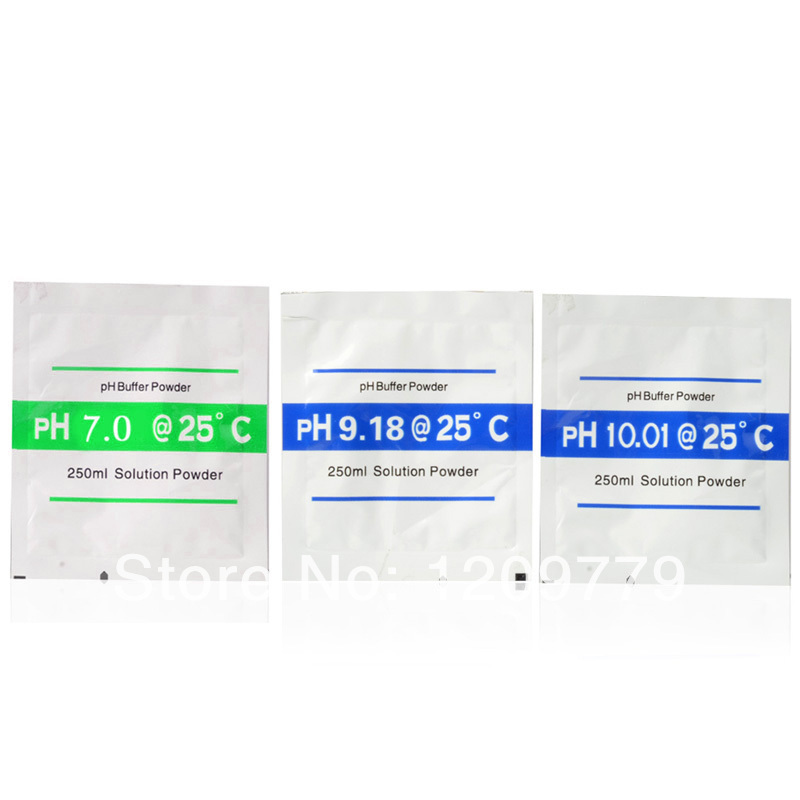 pH Buffer Powder
pH 7.0 @ 25° C
250ml Solution Powder
pH Buffer Powder
pH 9.18 @ 25° C
250ml Solution Powder
pH Buffer Powder
pH 10.01 @ 25° C
250ml Solution Powder
Store No: 1209779